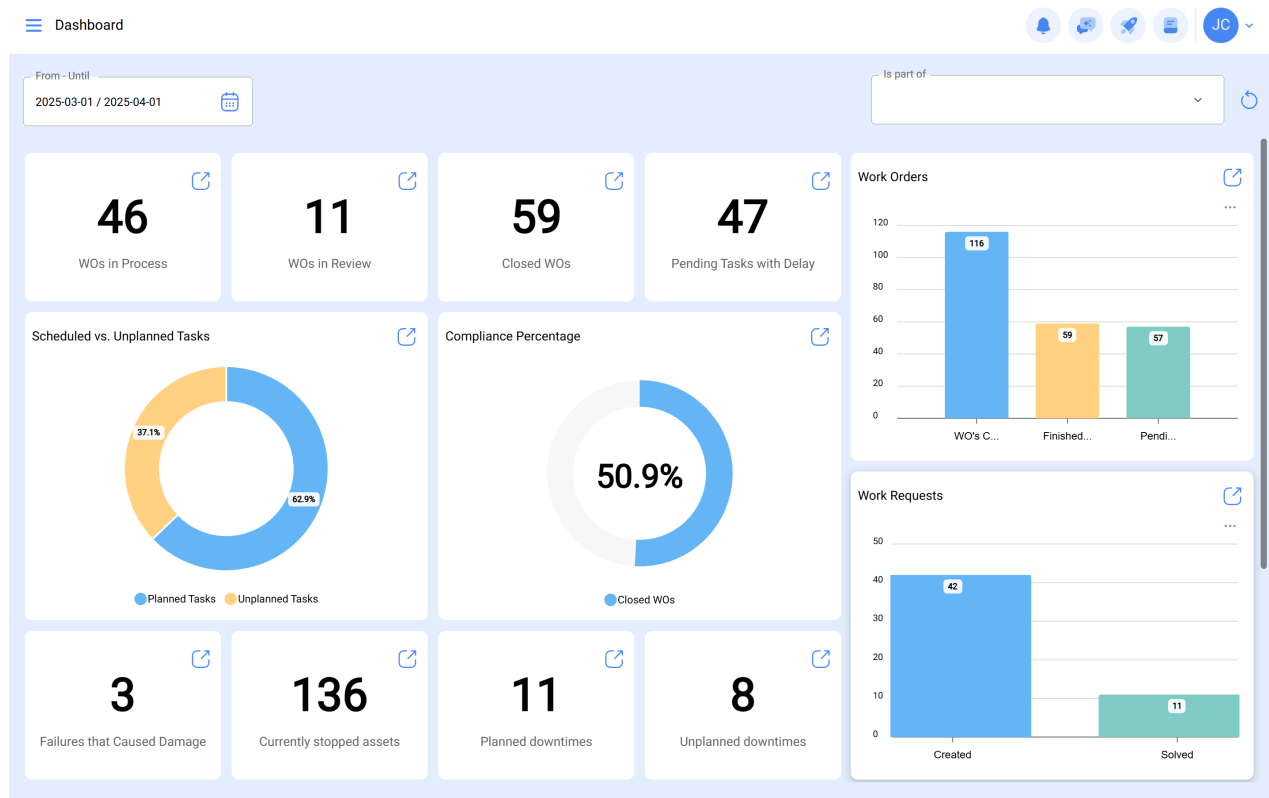 Dashboard
JC
From - Until
2025-03-01 / 2025-04-01
Is part of
46
WOs in Process
11
WOs in Review
59
Closed WOs
47
Pending Tasks with Delay
Work Orders
...
120
100
80
60
40
20
0
116
59
57
WO's C...
Finished...
Pendi...
Scheduled vs. Unplanned Tasks
37.1%
62.9%
Planned Tasks
Unplanned Tasks
Compliance Percentage
50.9%
Closed WOs
Work Requests
...
50
40
30
20
10
0
42
11
Created
Solved
3
Failures that Caused Damage
136
Currently stopped assets
11
Planned downtimes
8
Unplanned downtimes